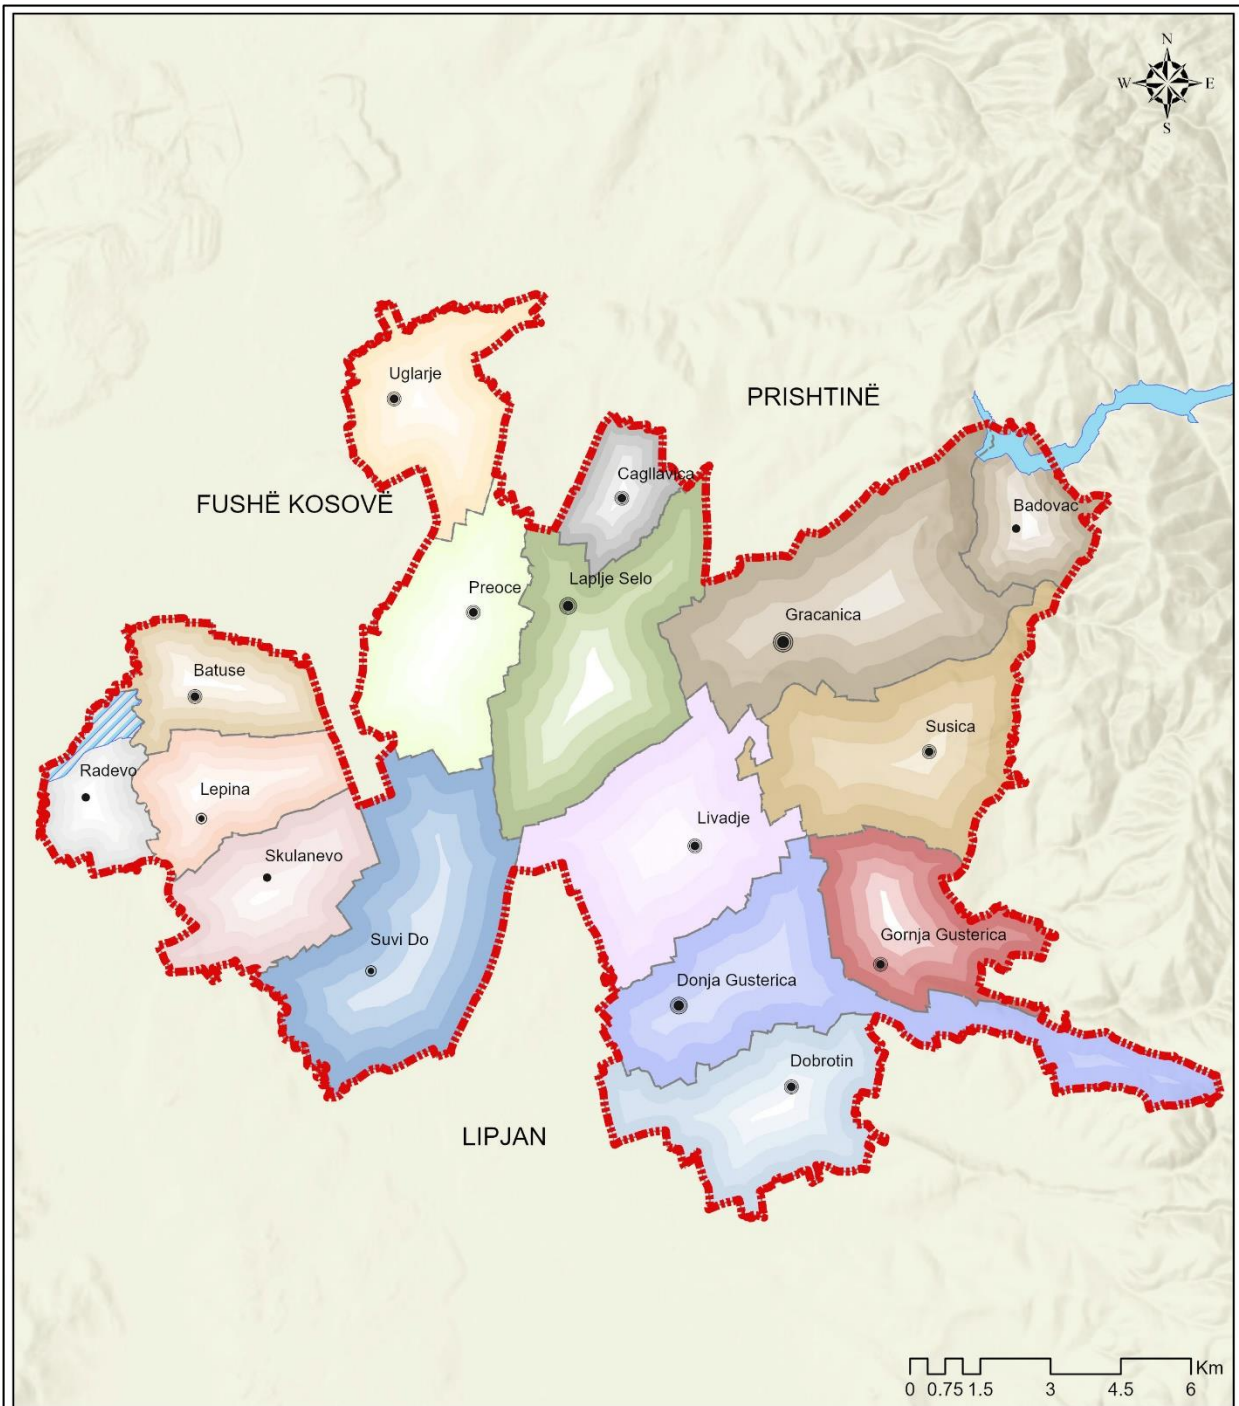 N
W E
S
Uglarje
PRISHTINË
Cagllavica
FUSHË KOSOVË
Badovac
Laplje Selo
Preoce
Gracanica
Batuse
Susica
Radevo
Lepina
Livadje
Skulanevo
Gornja Gusterica
Suvi Do
Donja Gusterica
Dobrotin
LIPJAN
Km
0 0.75 1.5 3 4.5 6